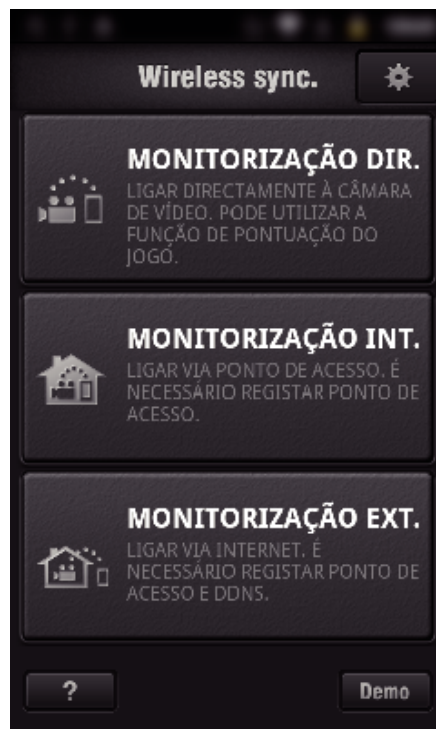 Wireless sync.
MONITORIZAÇÃO DIR.
LIGAR DIRECTAMENTE À CÂMARA
DE VÍDEO. PODE UTILIZAR A
FUNÇÃO DE PONTUAÇÃO DO
JOGO.
MONITORIZAÇÃO INT.
LIGAR VIA PONTO DE ACESSO. É
NECESSÁRIO REGISTAR PONTO DE
ACESSO.
MONITORIZAÇÃO EXT.
LIGAR VIA INTERNET. É
NECESSÁRIO REGISTAR PONTO DE
ACESSO E DDNS.
?
Demo